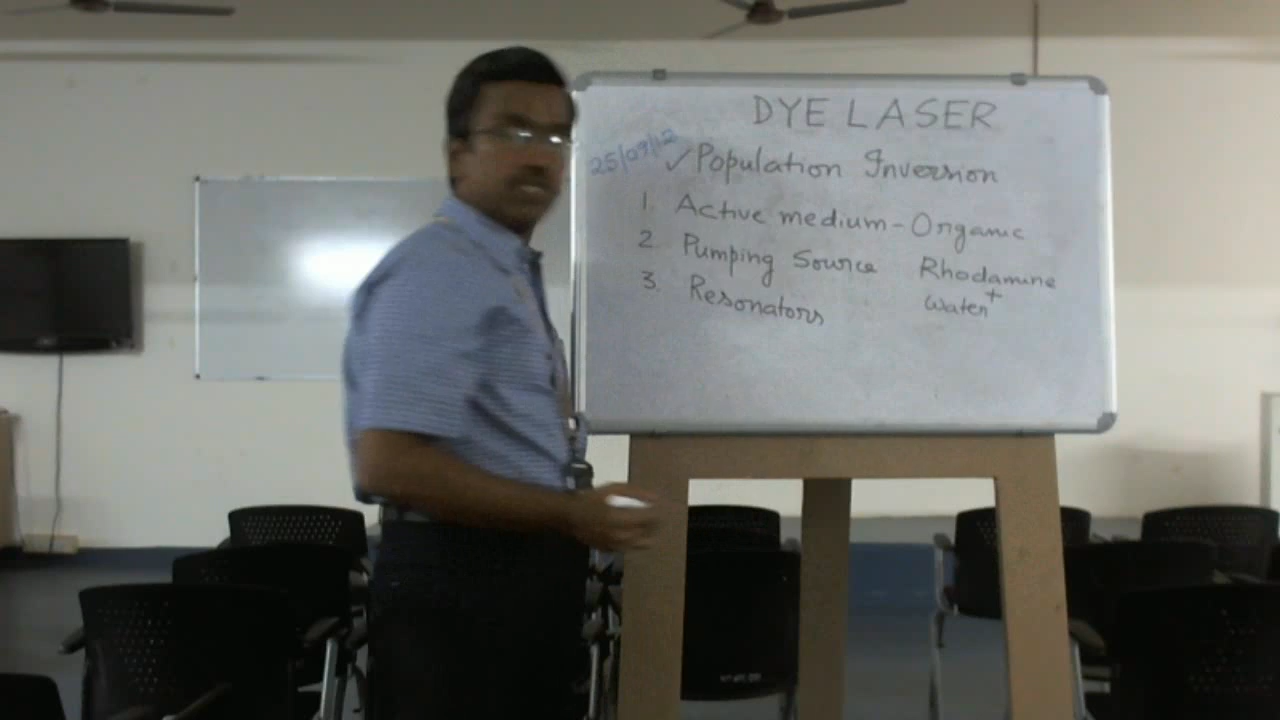 DYE LASER
25/09/12
✓ Population Inversion
1. Active medium - Organic
2. Pumping Source Rhodamine
+
3. Resonators Water